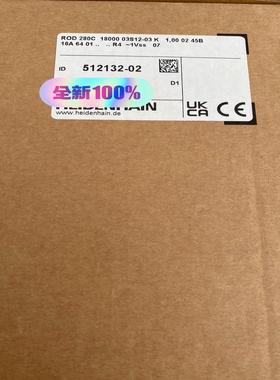 ROD 280C 18000 03S12-03 K 1,00 02 45B
16A 64 01 .. .. R4 ~1Vss 07
ID 512132-02
D1
全新100%
HEIDENHAIN
www.heidenhain.de
UK
CA
CE